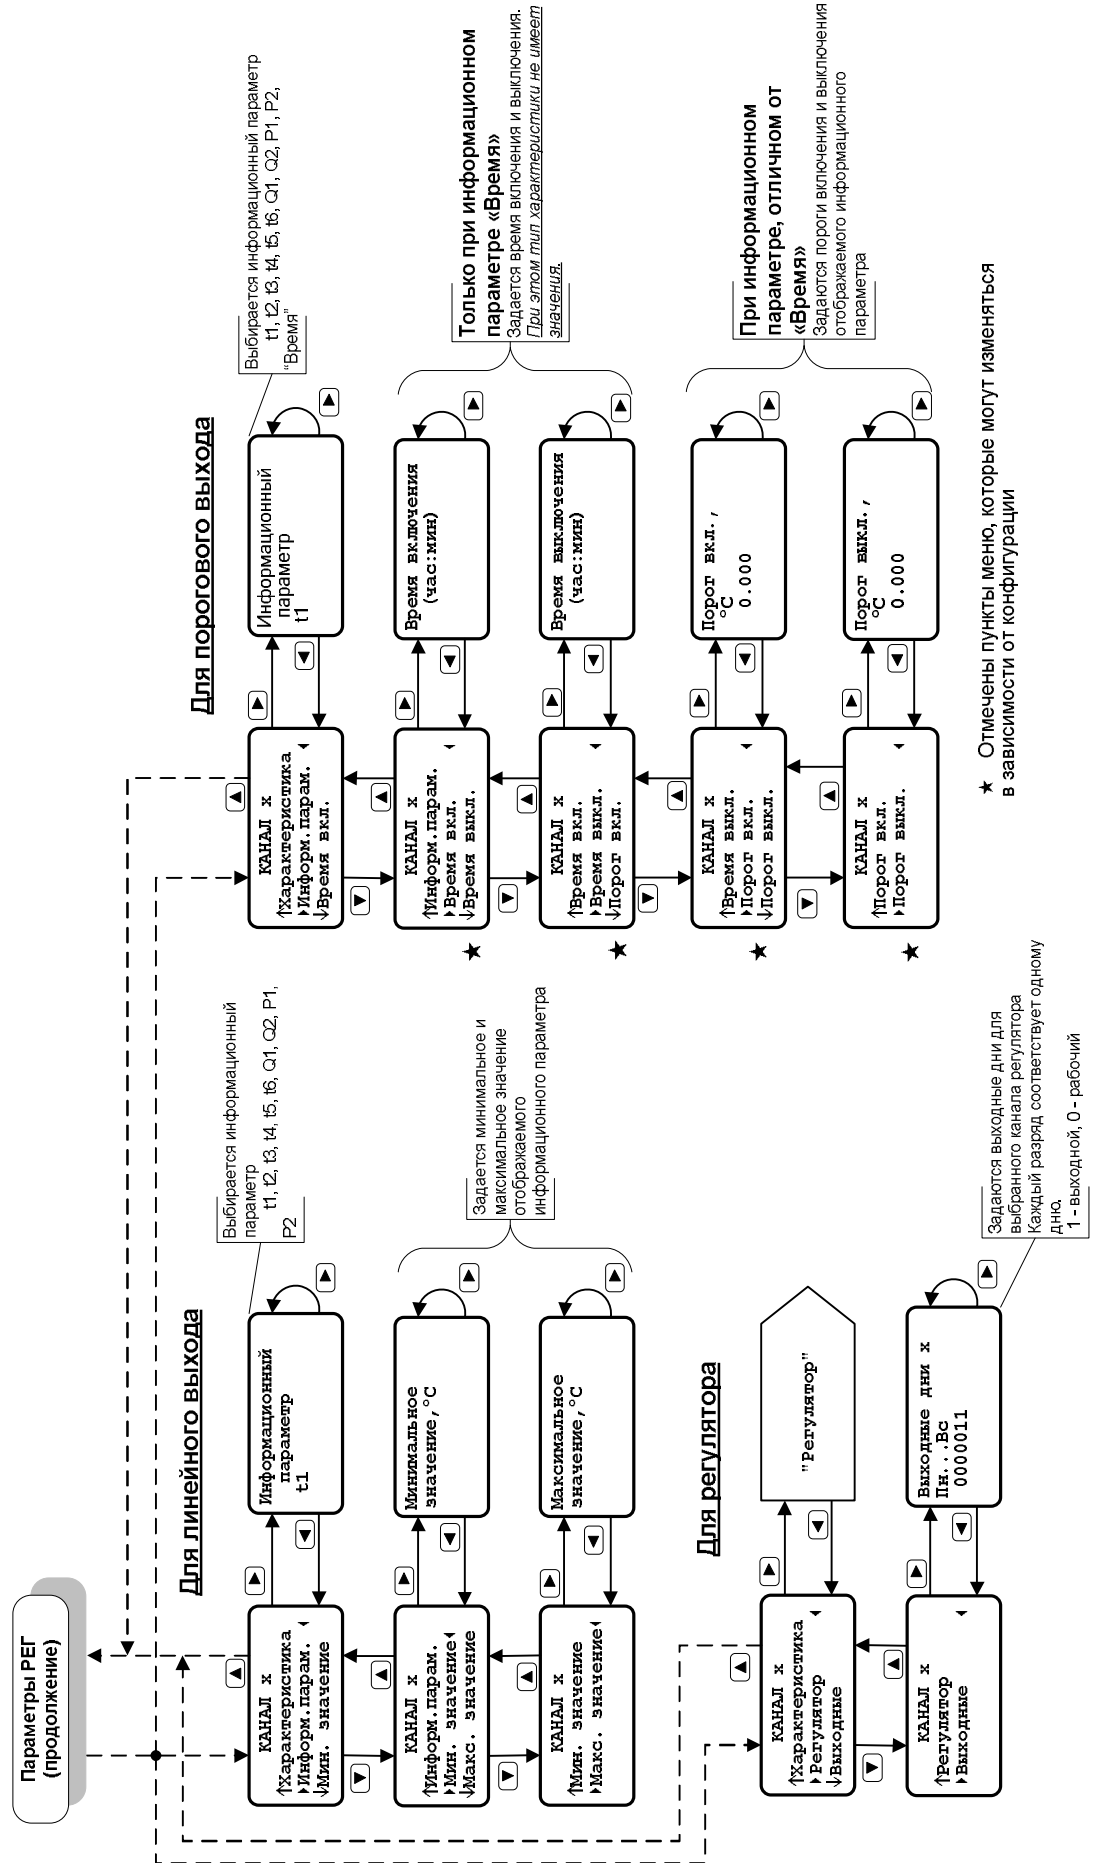 Параметры РЕГ
(продолжение)
Для линейного выхода
КАНАЛ x
↑Характеристика
▸Информ.парам. ◂
↓Мин. значение
Информационный
параметр
t1
Выбирается информационный
параметр
t1, t2, t3, t4, t5, t6, Q1, Q2, P1,
P2
КАНАЛ x
↑Информ.парам.
▸Мин. значение◂
↓Макс. значение
Минимальное
значение,°С
КАНАЛ x
↑Мин. значение
▸Макс. значение◂
Максимальное
значение,°С
Задается минимальное и
максимальное значение
отображаемого
информационного параметра
Для регулятора
КАНАЛ x
↑Характеристика
▸Регулятор ◂
↓Выходные
"Регулятор"
КАНАЛ x
↑Регулятор
▸Выходные ◂
Выходные дни x
Пн...Вс
0000011
Задаются выходные дни для
выбранного канала регулятора
Каждый разряд соответствует одному
дню.
1 - выходной, 0 - рабочий
Для порогового выхода
КАНАЛ x
↑Характеристика
▸Информ.парам. ◂
↓Время вкл.
Информационный
параметр
t1
Выбирается информационный параметр
t1, t2, t3, t4, t5, t6, Q1, Q2, P1, P2,
“Время”
КАНАЛ x
↑Информ.парам.
▸Время вкл. ◂
↓Время выкл.
Время включения
(час:мин)
КАНАЛ x
↑Время вкл.
▸Время выкл. ◂
↓Порог вкл.
Время выключения
(час:мин)
Только при информационном
параметре «Время»
Задается время включения и выключения.
При этом тип характеристики не имеет
значения.
КАНАЛ x
↑Время выкл.
▸Порог вкл. ◂
↓Порог выкл.
Порог вкл.,
°С
0.000
КАНАЛ x
↑Порог вкл.
▸Порог выкл. ◂
Порог выкл.,
°С
0.000
При информационном
параметре, отличном от
«Время»
Задаются пороги включения и выключения
отображаемого информационного
параметра
★ Отмечены пункты меню, которые могут изменяться
в зависимости от конфигурации